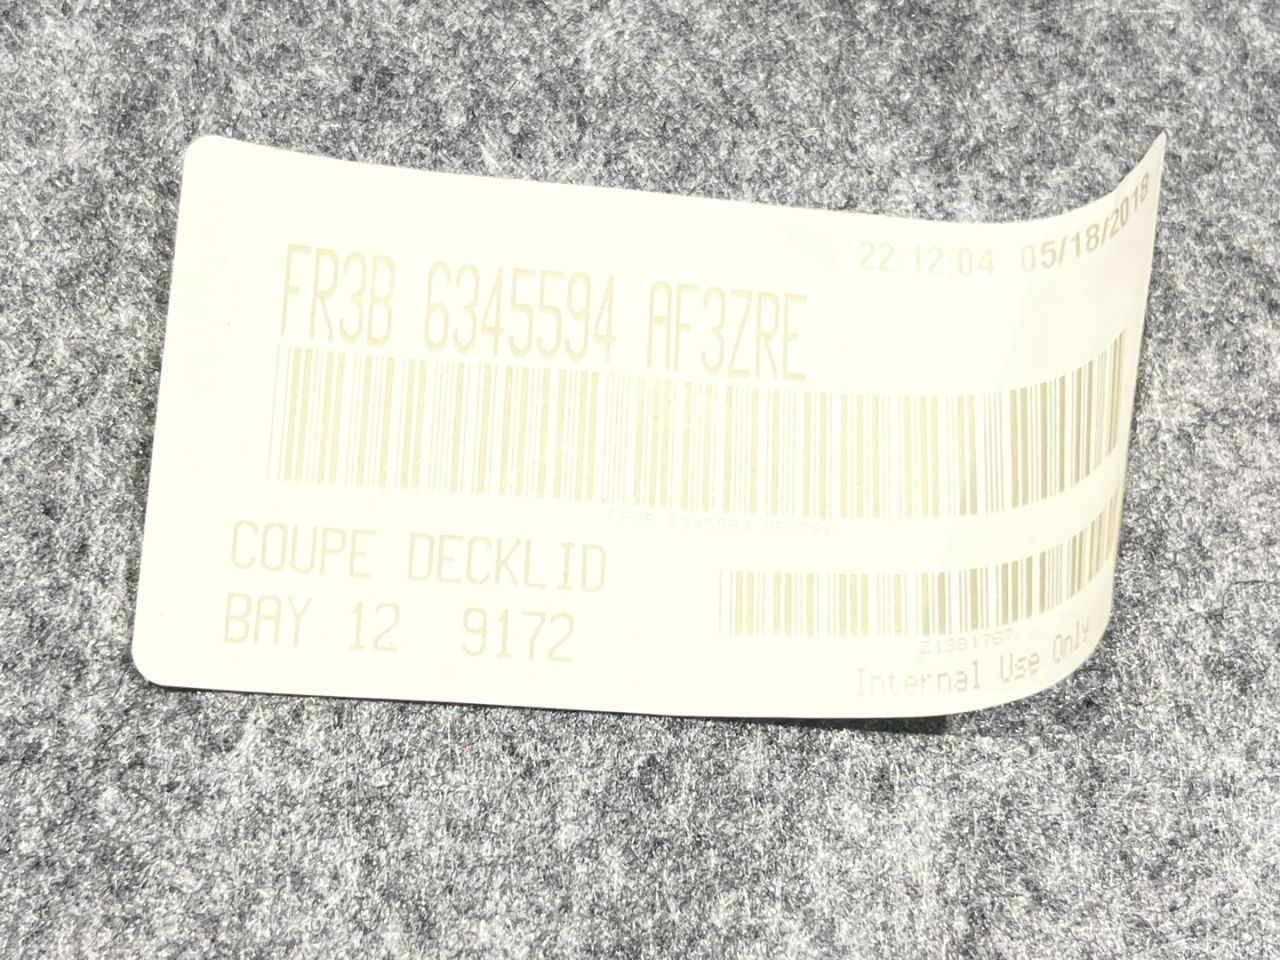 22:12:04 05/18/2018
FR3B 6345594 AF3ZRE
FR3B 6345594 AF3ZRE
COUPE DECKLID
BAY 12 9172
Z1381767
Internal Use Only